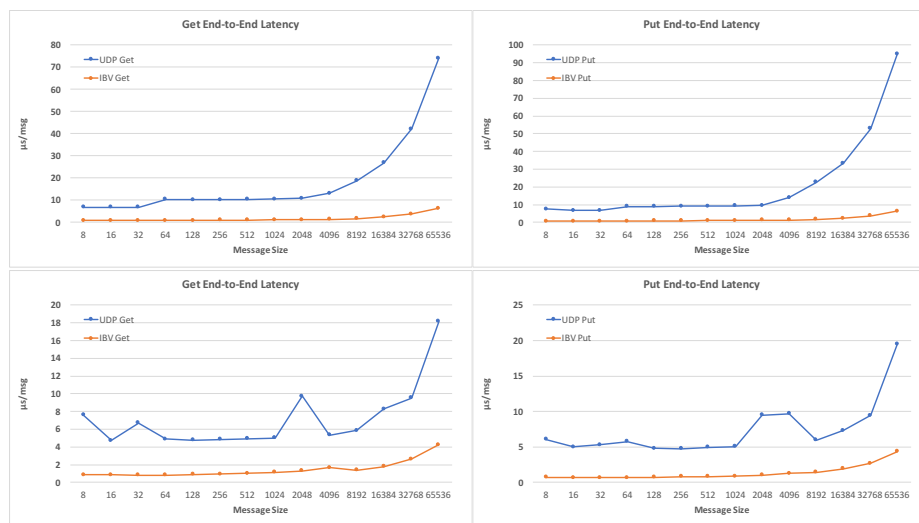 Get End-to-End Latency
80
70
60
50
40
30
20
10
0
µs/msg
UDP Get
IBV Get
8 16 32 64 128 256 512 1024 2048 4096 8192 16384 32768 65536
Message Size
Put End-to-End Latency
100
90
80
70
60
50
40
30
20
10
0
µs/msg
UDP Put
IBV Put
8 16 32 64 128 256 512 1024 2048 4096 8192 16384 32768 65536
Message Size
Get End-to-End Latency
20
18
16
14
12
10
8
6
4
2
0
µs/msg
UDP Get
IBV Get
8 16 32 64 128 256 512 1024 2048 4096 8192 16384 32768 65536
Message Size
Put End-to-End Latency
25
20
15
10
5
0
µs/msg
UDP Put
IBV Put
8 16 32 64 128 256 512 1024 2048 4096 8192 16384 32768 65536
Message Size